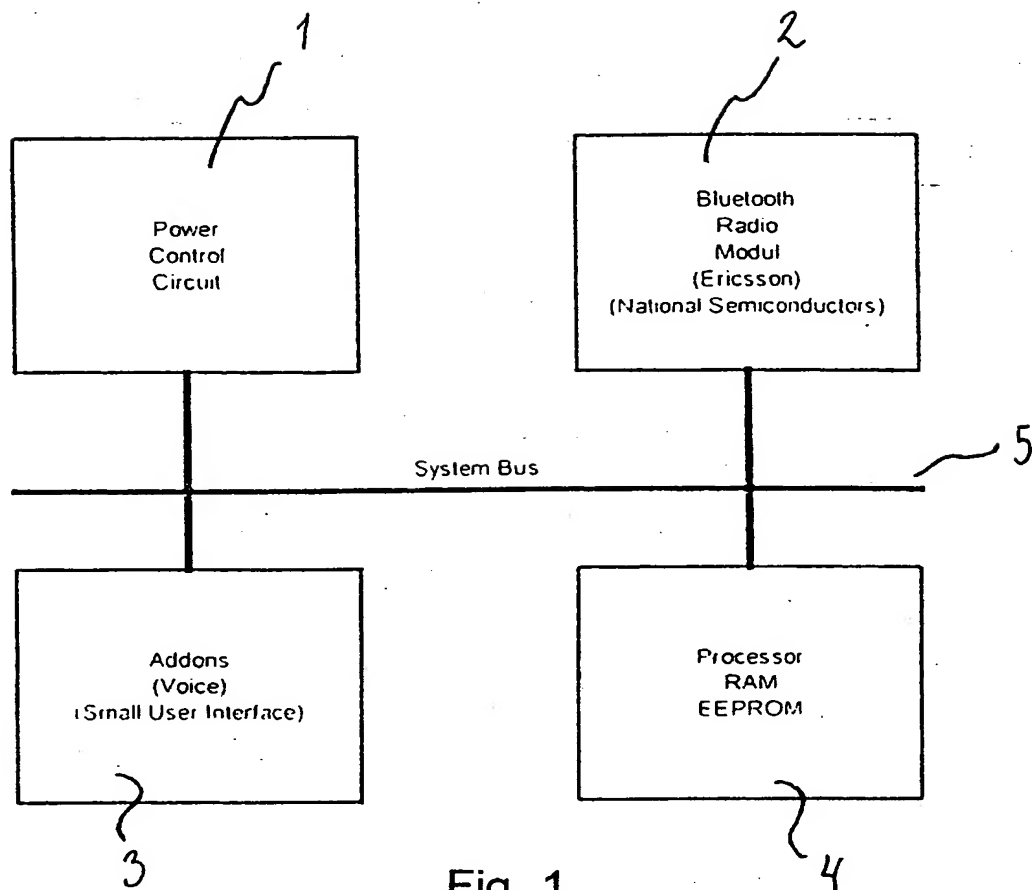 1
2
Power
Control
Circuit
Bluetooth
Radio
Modul
(Ericsson)
(National Semiconductors)
System Bus
5
Addons
(Voice)
(Small User Interface)
Processor
RAM
EEPROM
3
4
Fig. 1